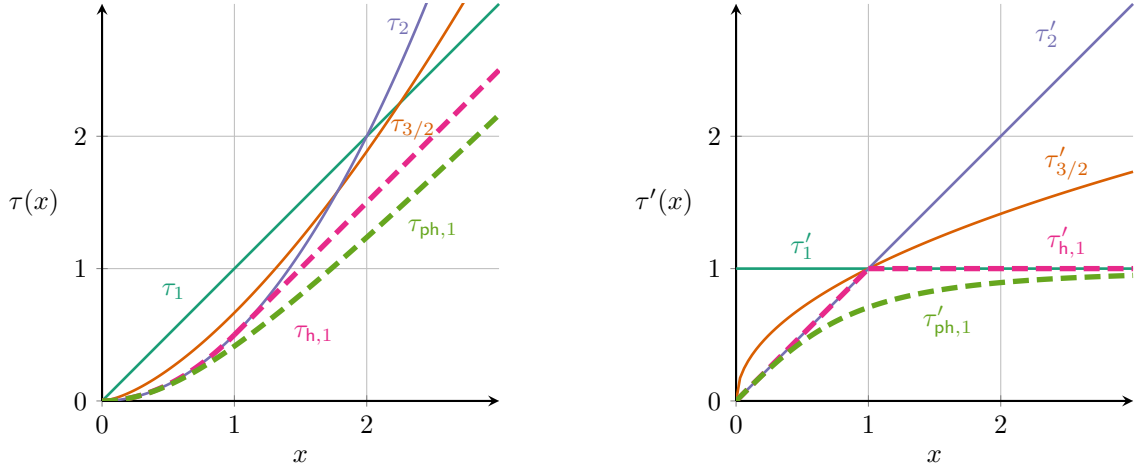 τ(x)
2
1
0
0
1
2
x
τ₂
τ₃/₂
τₚₕ,₁
τ₁
τₕ,₁
τ′(x)
2
1
0
0
1
2
x
τ′₂
τ′₃/₂
τ′₁
τ′ₕ,₁
τ′ₚₕ,₁